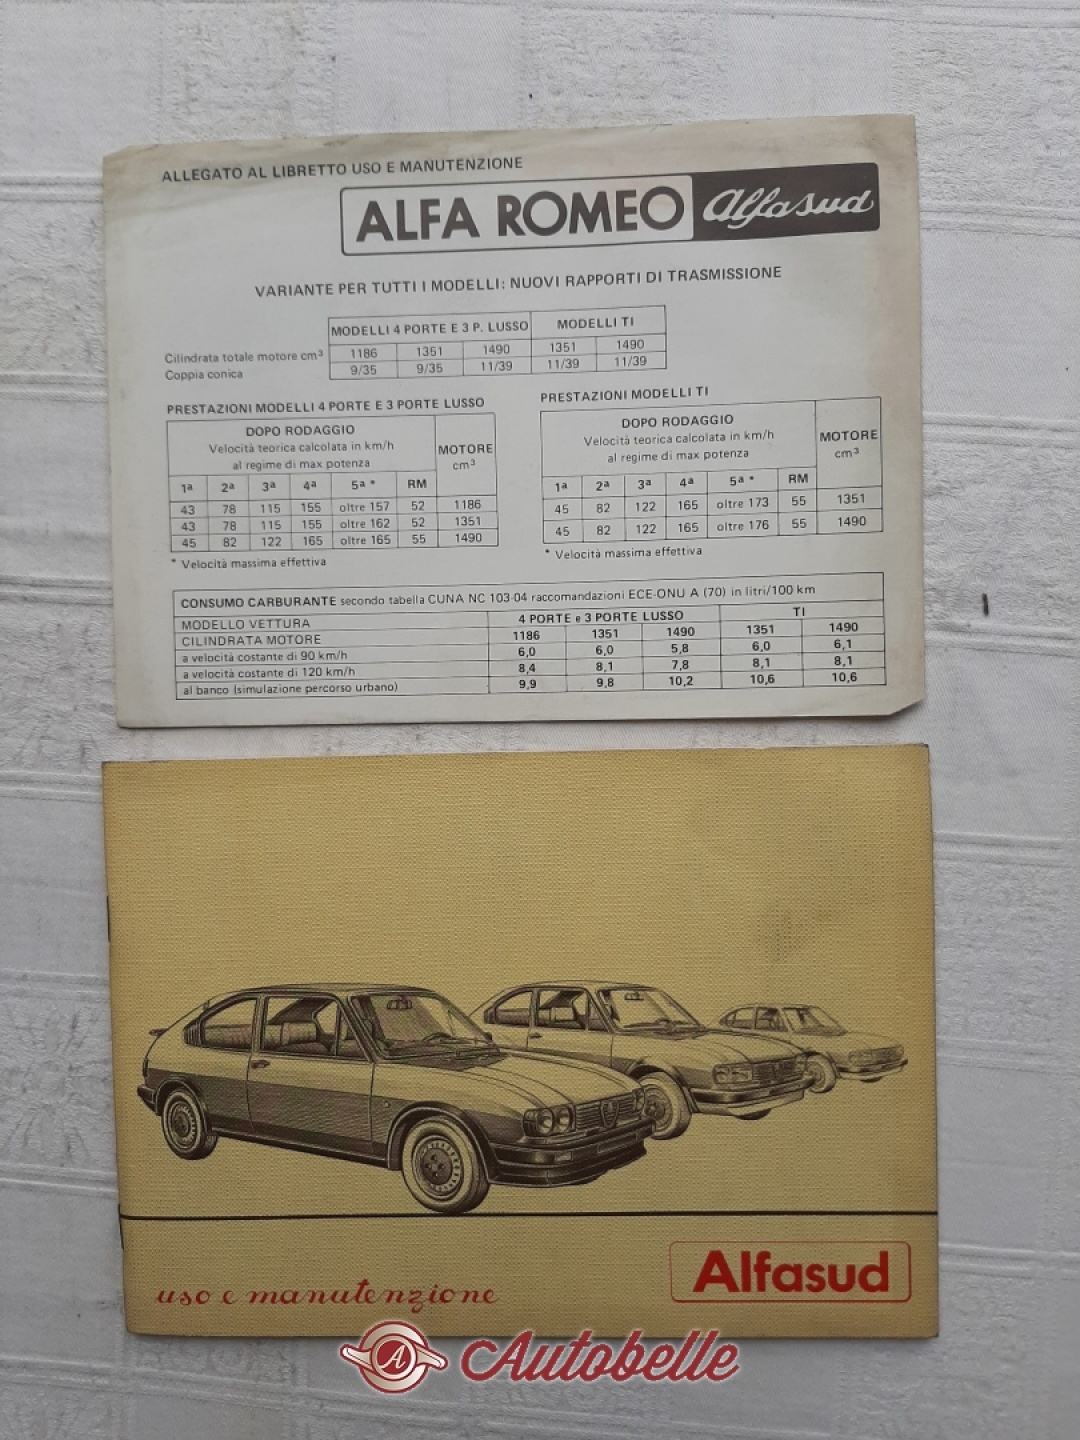 ALLEGATO AL LIBRETTO USO E MANUTENZIONE
ALFA ROMEO alfasud
VARIANTE PER TUTTI I MODELLI: NUOVI RAPPORTI DI TRASMISSIONE
MODELLI 4 PORTE E 3 P. LUSSO MODELLI TI
Cilindrata totale motore cm³ 1186 1351 1490 1351 1490
Coppia conica 9/35 9/35 11/39 11/39 11/39
PRESTAZIONI MODELLI 4 PORTE E 3 PORTE LUSSO
DOPO RODAGGIO
Velocità teorica calcolata in km/h
al regime di max potenza
MOTORE
cm³
1ª 2ª 3ª 4ª 5ª * RM
43 78 115 155 oltre 157 52 1186
43 78 115 155 oltre 162 52 1351
45 82 122 165 oltre 165 55 1490
* Velocità massima effettiva
PRESTAZIONI MODELLI TI
DOPO RODAGGIO
Velocità teorica calcolata in km/h
al regime di max potenza
MOTORE
cm³
1ª 2ª 3ª 4ª 5ª * RM
45 82 122 165 oltre 173 55 1351
45 82 122 165 oltre 176 55 1490
* Velocità massima effettiva
CONSUMO CARBURANTE secondo tabella CUNA NC 103-04 raccomandazioni ECE-ONU A (70) in litri/100 km
MODELLO VETTURA 4 PORTE e 3 PORTE LUSSO TI
CILINDRATA MOTORE 1186 1351 1490 1351 1490
a velocità costante di 90 km/h 6,0 6,0 5,8 6,0 6,1
a velocità costante di 120 km/h 8,4 8,1 7,8 8,1 8,1
al banco (simulazione percorso urbano) 9,9 9,8 10,2 10,6 10,6
uso e manutenzione
Alfasud
A Autobelle